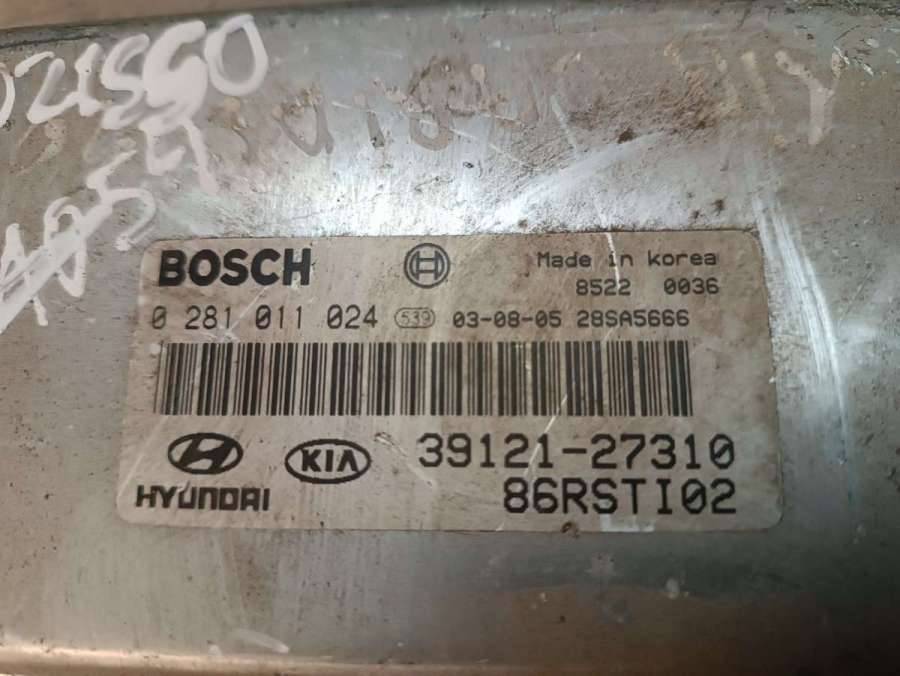 BOSCH
Made in korea
8522 0036
0 281 011 024 539 03-08-05 28SA5666
HYUNDAI KIA 39121-27310
86RSTI02